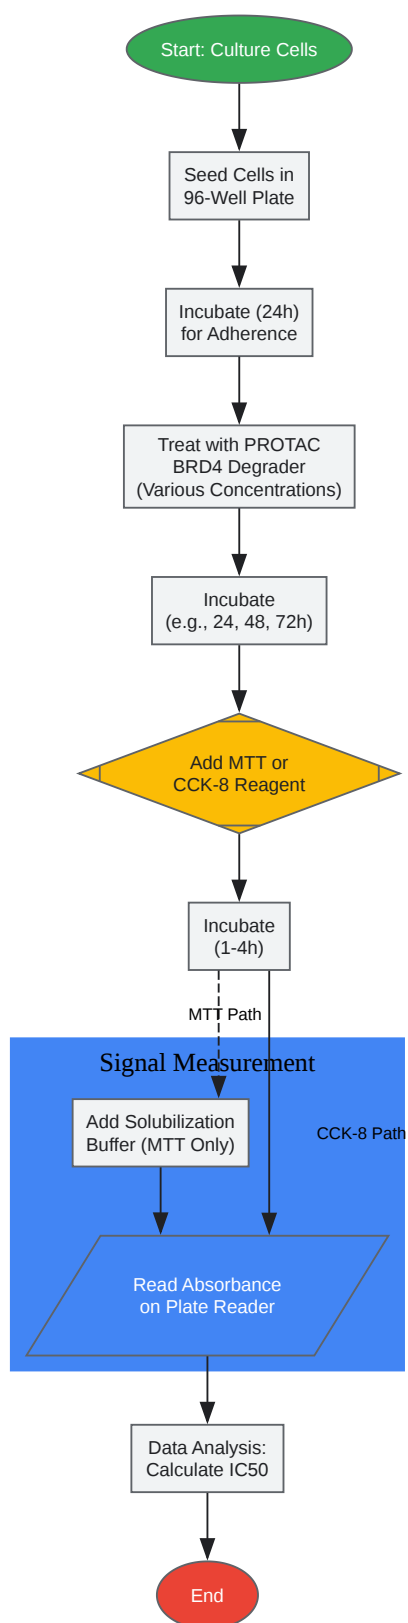 Start: Culture Cells
Seed Cells in
96-Well Plate
Incubate (24h)
for Adherence
Treat with PROTAC
BRD4 Degrader
(Various Concentrations)
Incubate
(e.g., 24, 48, 72h)
Add MTT or
CCK-8 Reagent
Incubate
(1-4h)
MTT Path
Signal Measurement
Add Solubilization
Buffer (MTT Only)
CCK-8 Path
Read Absorbance
on Plate Reader
Data Analysis:
Calculate IC50
End